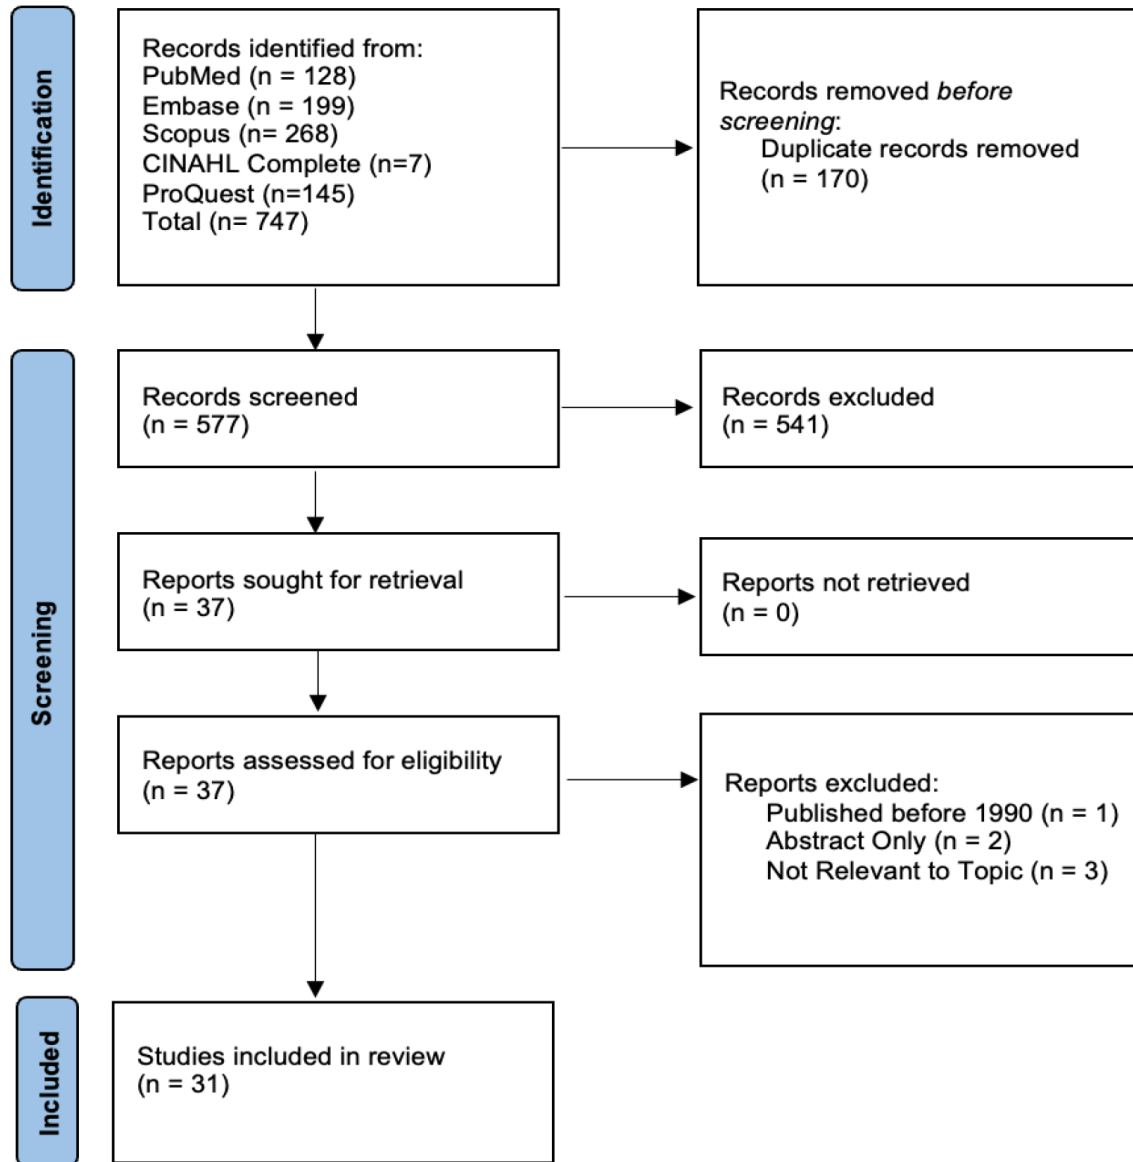 Identification
Records identified from:
PubMed (n = 128)
Embase (n = 199)
Scopus (n= 268)
CINAHL Complete (n=7)
ProQuest (n=145)
Total (n= 747)
Records removed before
screening:
Duplicate records removed
(n = 170)
Screening
Records screened
(n = 577)
Records excluded
(n = 541)
Reports sought for retrieval
(n = 37)
Reports not retrieved
(n = 0)
Reports assessed for eligibility
(n = 37)
Reports excluded:
Published before 1990 (n = 1)
Abstract Only (n = 2)
Not Relevant to Topic (n = 3)
Included
Studies included in review
(n = 31)